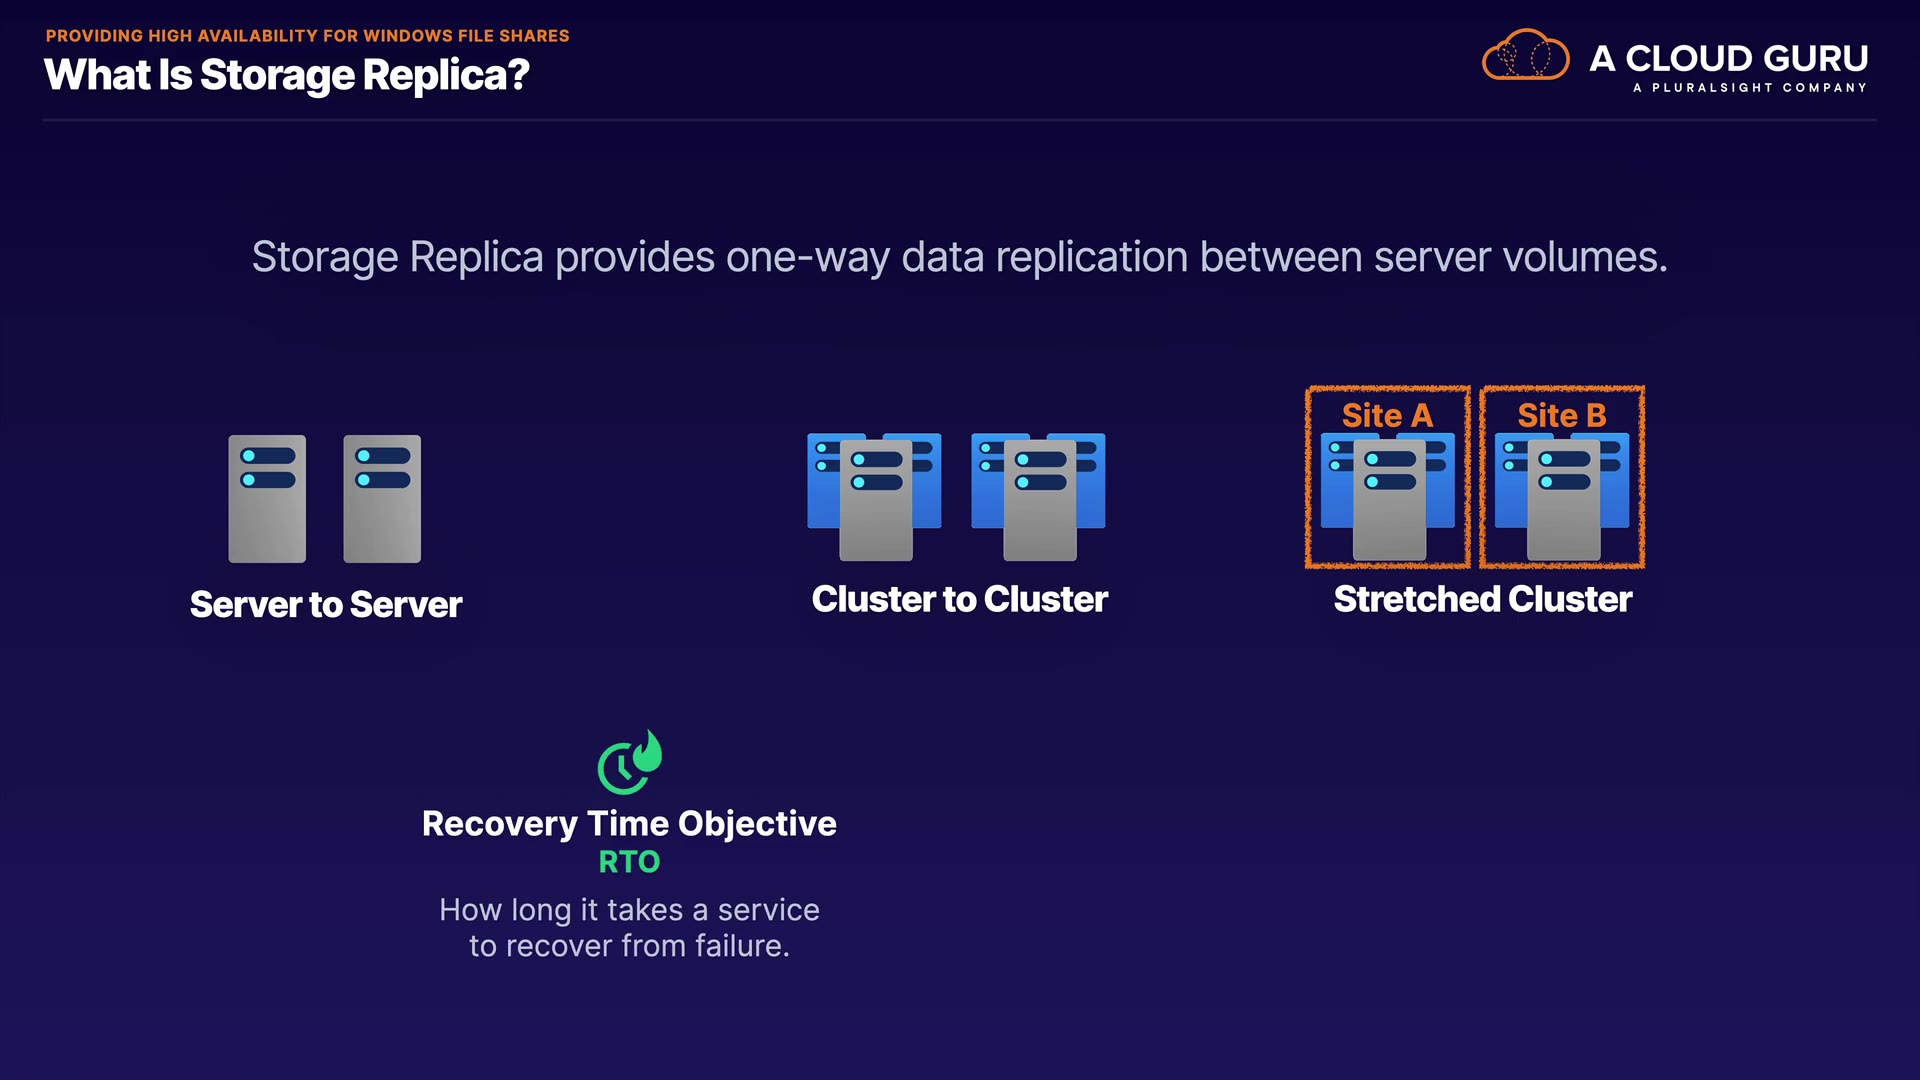 PROVIDING HIGH AVAILABILITY FOR WINDOWS FILE SHARES
What Is Storage Replica?
A CLOUD GURU
A PLURALSIGHT COMPANY
Storage Replica provides one-way data replication between server volumes.
Server to Server
Cluster to Cluster
Site A
Site B
Stretched Cluster
Recovery Time Objective
RTO
How long it takes a service
to recover from failure.